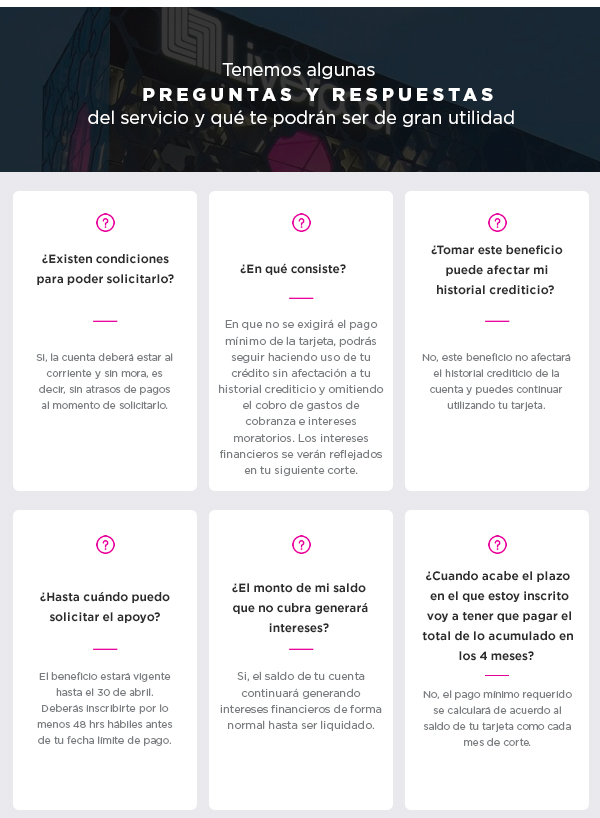 Liverpool
Tenemos algunas
PREGUNTAS Y RESPUESTAS
del servicio y qué te podrán ser de gran utilidad
¿Existen condiciones
para poder solicitarlo?
Si, la cuenta deberá estar al
corriente y sin mora, es
decir, sin atrasos de pagos
al momento de solicitarlo.
¿En qué consiste?
En que no se exigirá el pago
mínimo de la tarjeta, podrás
seguir haciendo uso de tu
crédito sin afectación a tu
historial crediticio y omitiendo
el cobro de gastos de
cobranza e intereses
moratorios. Los intereses
financieros se verán reflejados
en tu siguiente corte.
¿Tomar este beneficio
puede afectar mi
historial crediticio?
No, este beneficio no afectará
el historial crediticio de la
cuenta y puedes continuar
utilizando tu tarjeta.
¿Hasta cuándo puedo
solicitar el apoyo?
El beneficio estará vigente
hasta el 30 de abril.
Deberás inscribirte por lo
menos 48 hrs hábiles antes
de tu fecha límite de pago.
¿El monto de mi saldo
que no cubra generará
intereses?
Si, el saldo de tu cuenta
continuará generando
intereses financieros de forma
normal hasta ser liquidado.
¿Cuando acabe el plazo
en el que estoy inscrito
voy a tener que pagar el
total de lo acumulado en
los 4 meses?
No, el pago mínimo requerido
se calculará de acuerdo al
saldo de tu tarjeta como cada
mes de corte.